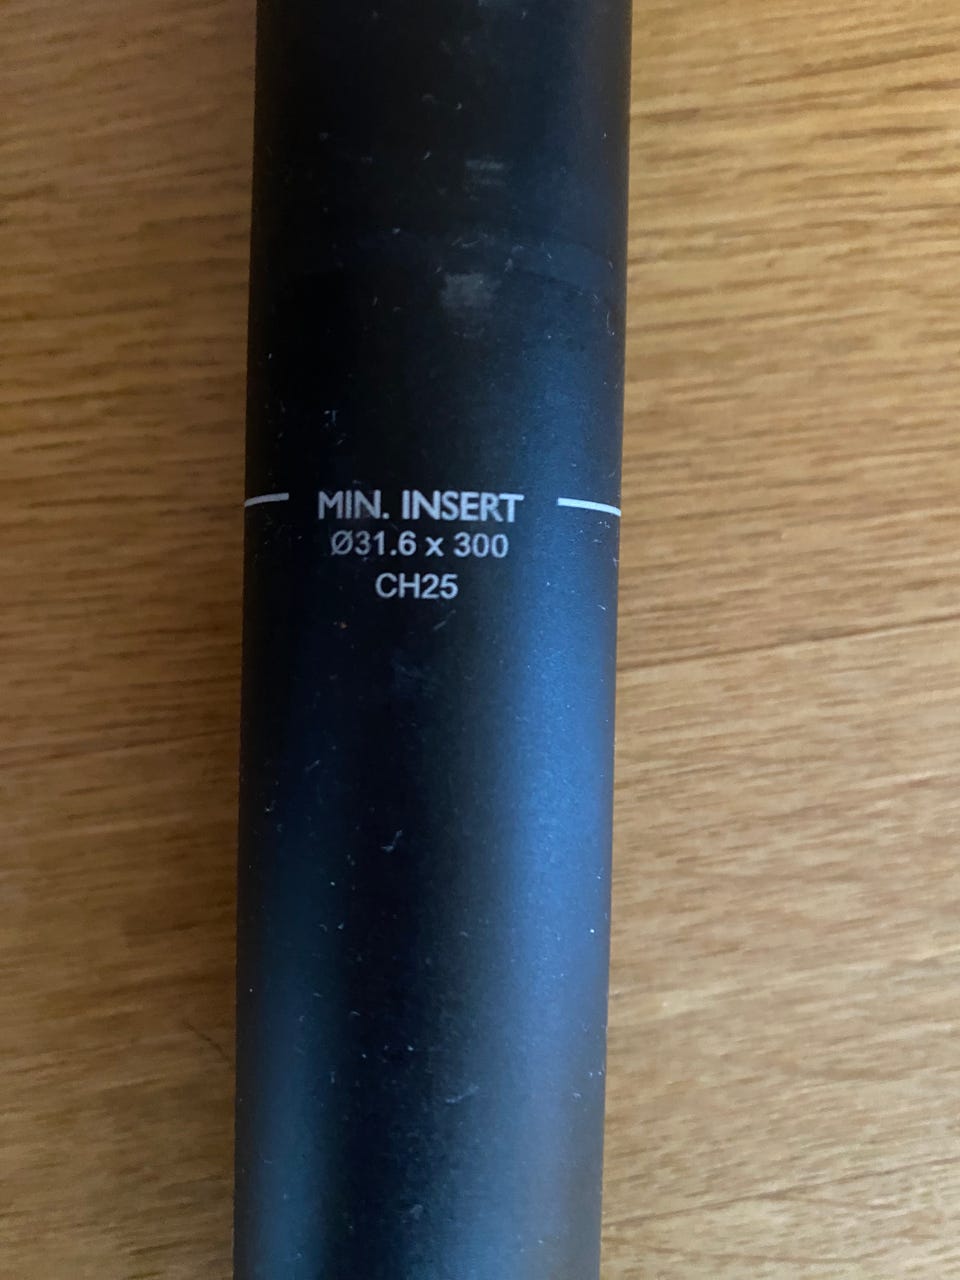 MIN. INSERT
Ø31.6 x 300
CH25